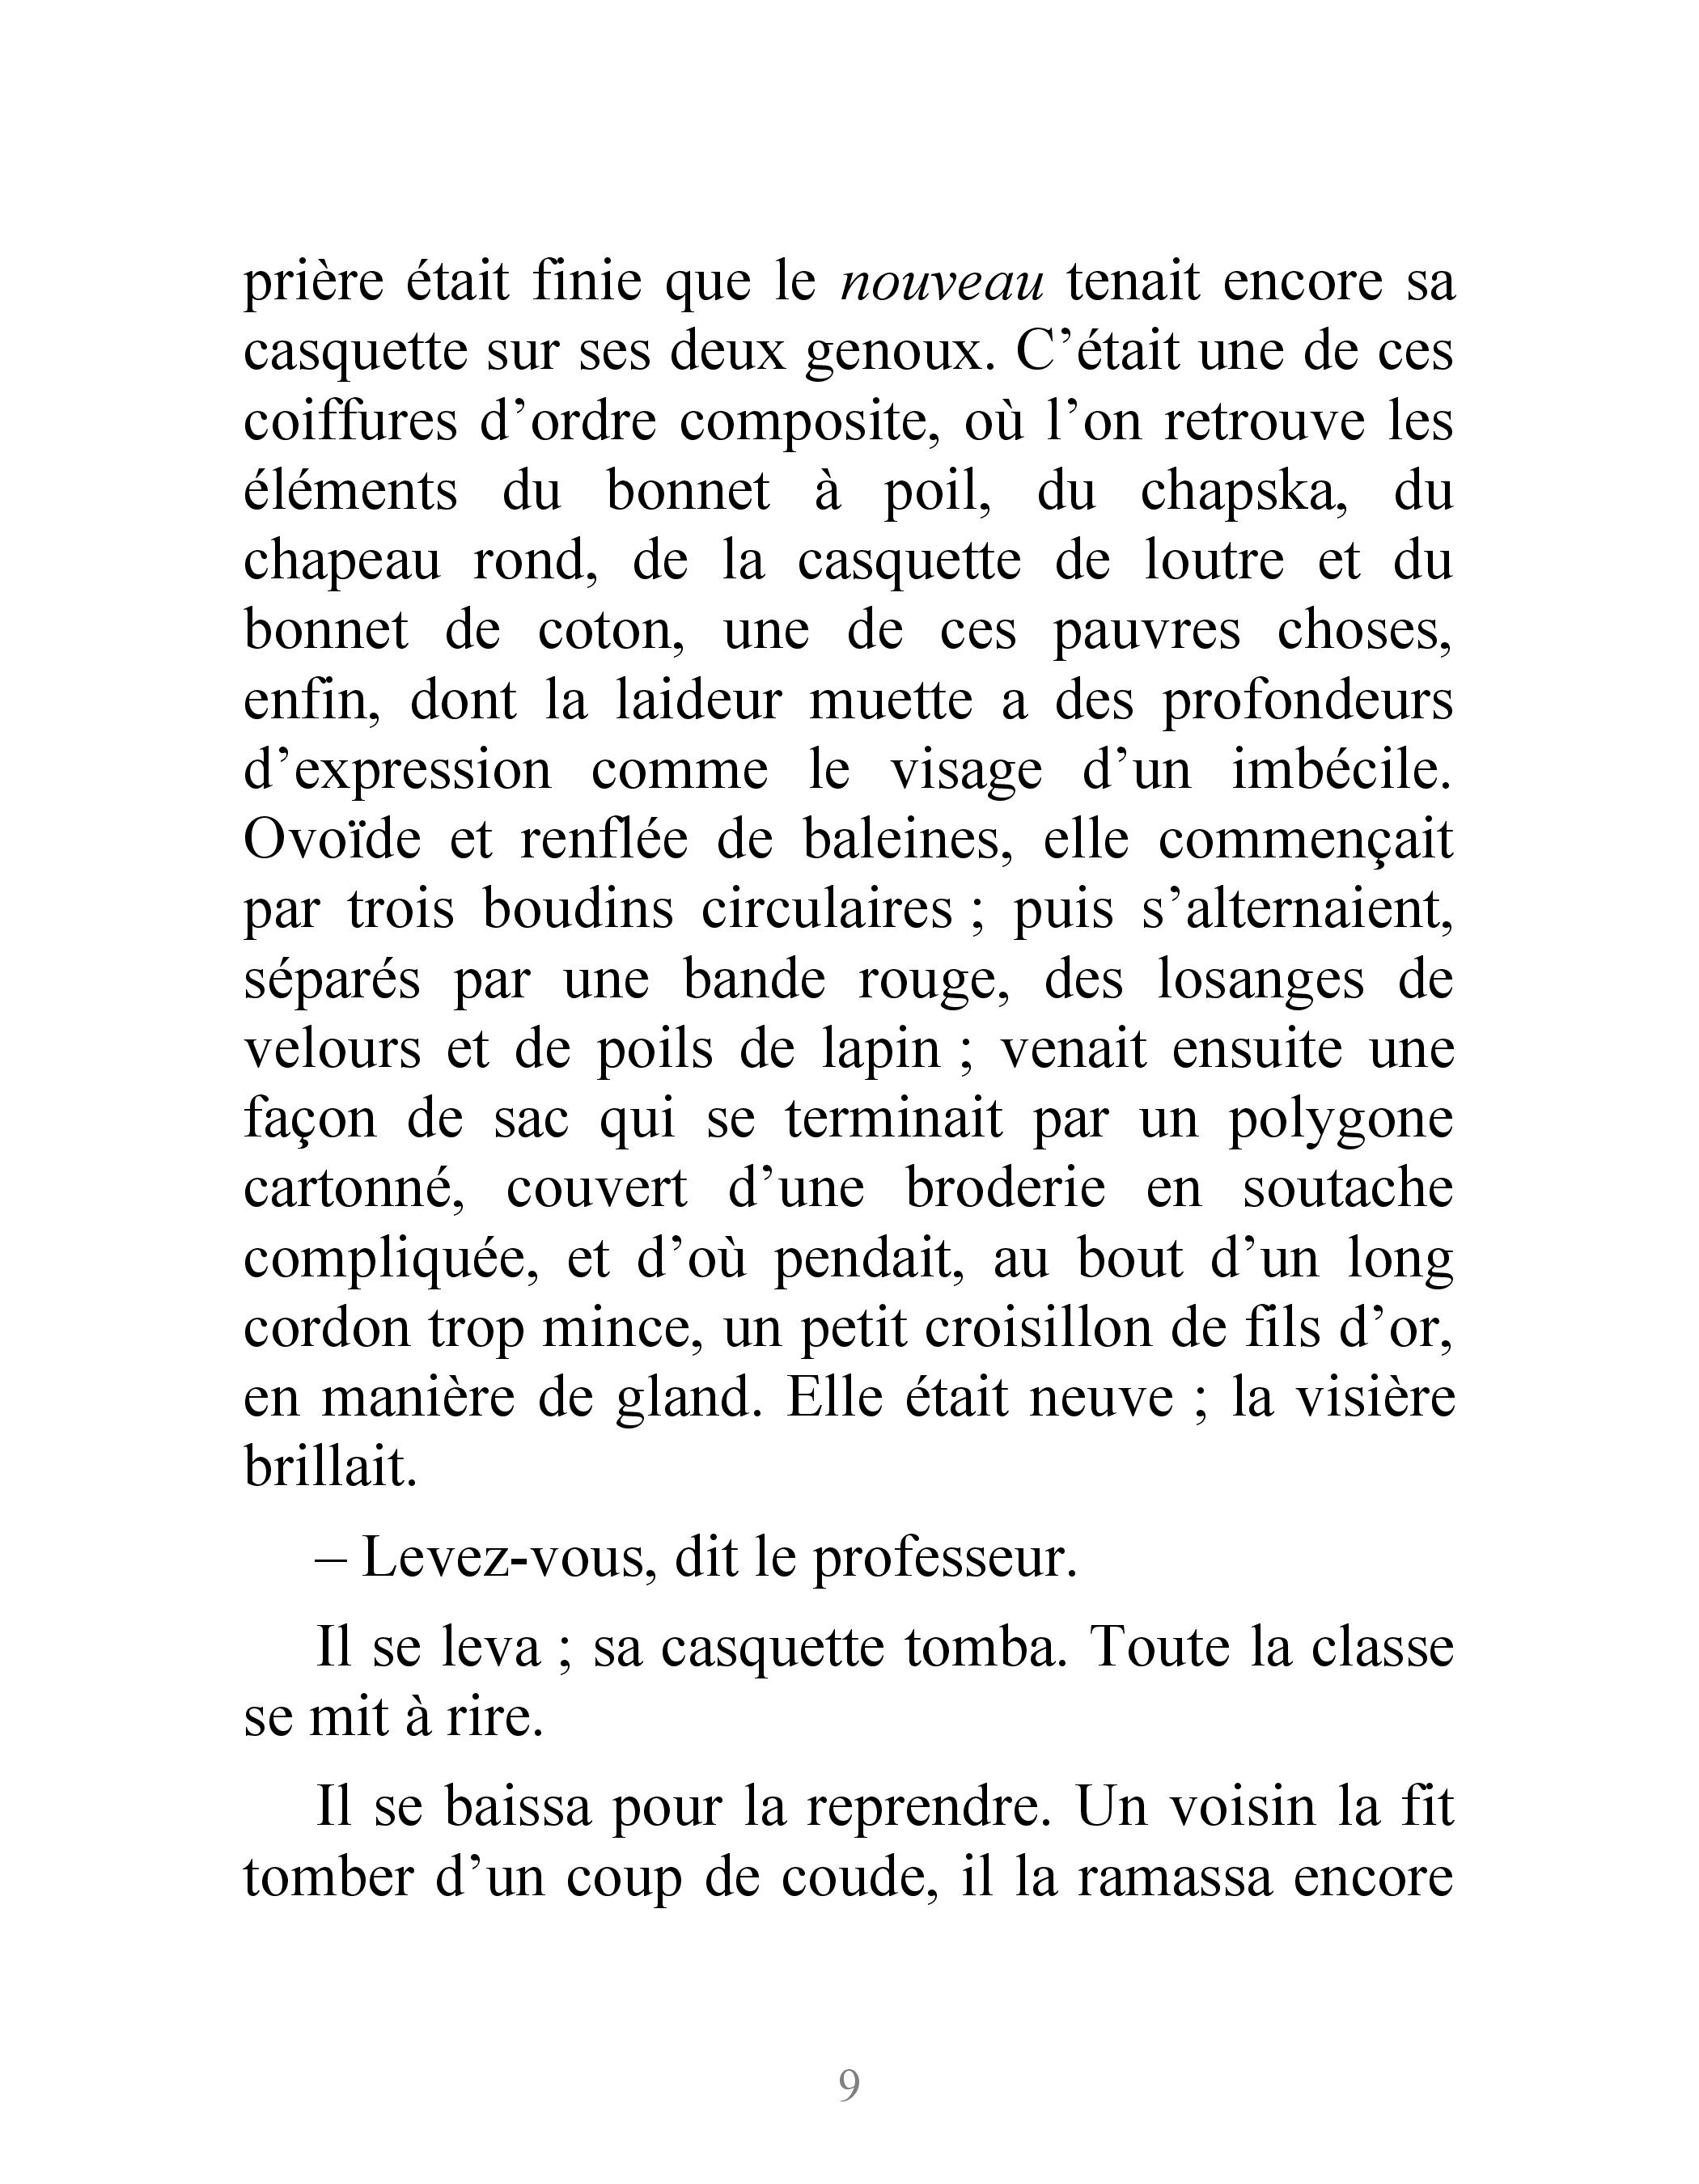 prière était finie que le nouveau tenait encore sa
casquette sur ses deux genoux. C’était une de ces
coiffures d’ordre composite, où l’on retrouve les
éléments du bonnet à poil, du chapska, du
chapeau rond, de la casquette de loutre et du
bonnet de coton, une de ces pauvres choses,
enfin, dont la laideur muette a des profondeurs
d’expression comme le visage d’un imbécile.
Ovoïde et renflée de baleines, elle commençait
par trois boudins circulaires ; puis s’alternaient,
séparés par une bande rouge, des losanges de
velours et de poils de lapin ; venait ensuite une
façon de sac qui se terminait par un polygone
cartonné, couvert d’une broderie en soutache
compliquée, et d’où pendait, au bout d’un long
cordon trop mince, un petit croisillon de fils d’or,
en manière de gland. Elle était neuve ; la visière
brillait.
– Levez-vous, dit le professeur.
Il se leva ; sa casquette tomba. Toute la classe
se mit à rire.
Il se baissa pour la reprendre. Un voisin la fit
tomber d’un coup de coude, il la ramassa encore
9